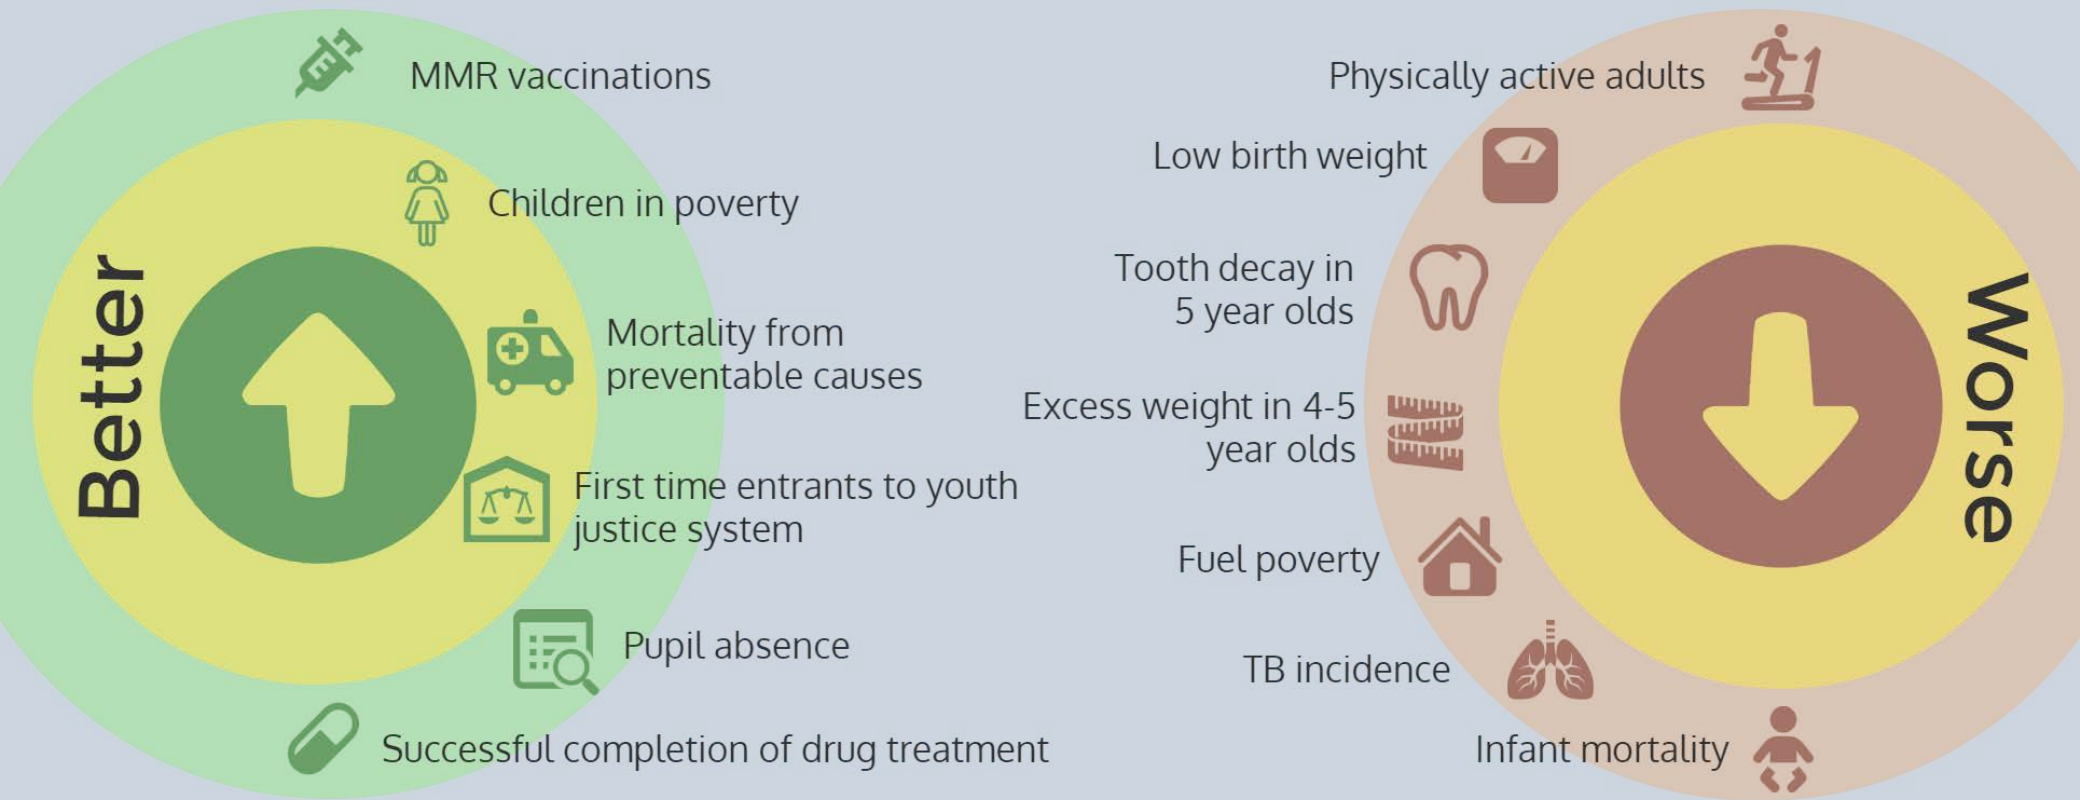 Better
MMR vaccinations
Children in poverty
Mortality from
preventable causes
First time entrants to youth
justice system
Pupil absence
Successful completion of drug treatment
Physically active adults
Low birth weight
Tooth decay in
5 year olds
Excess weight in 4-5
year olds
Fuel poverty
TB incidence
Infant mortality
Worse